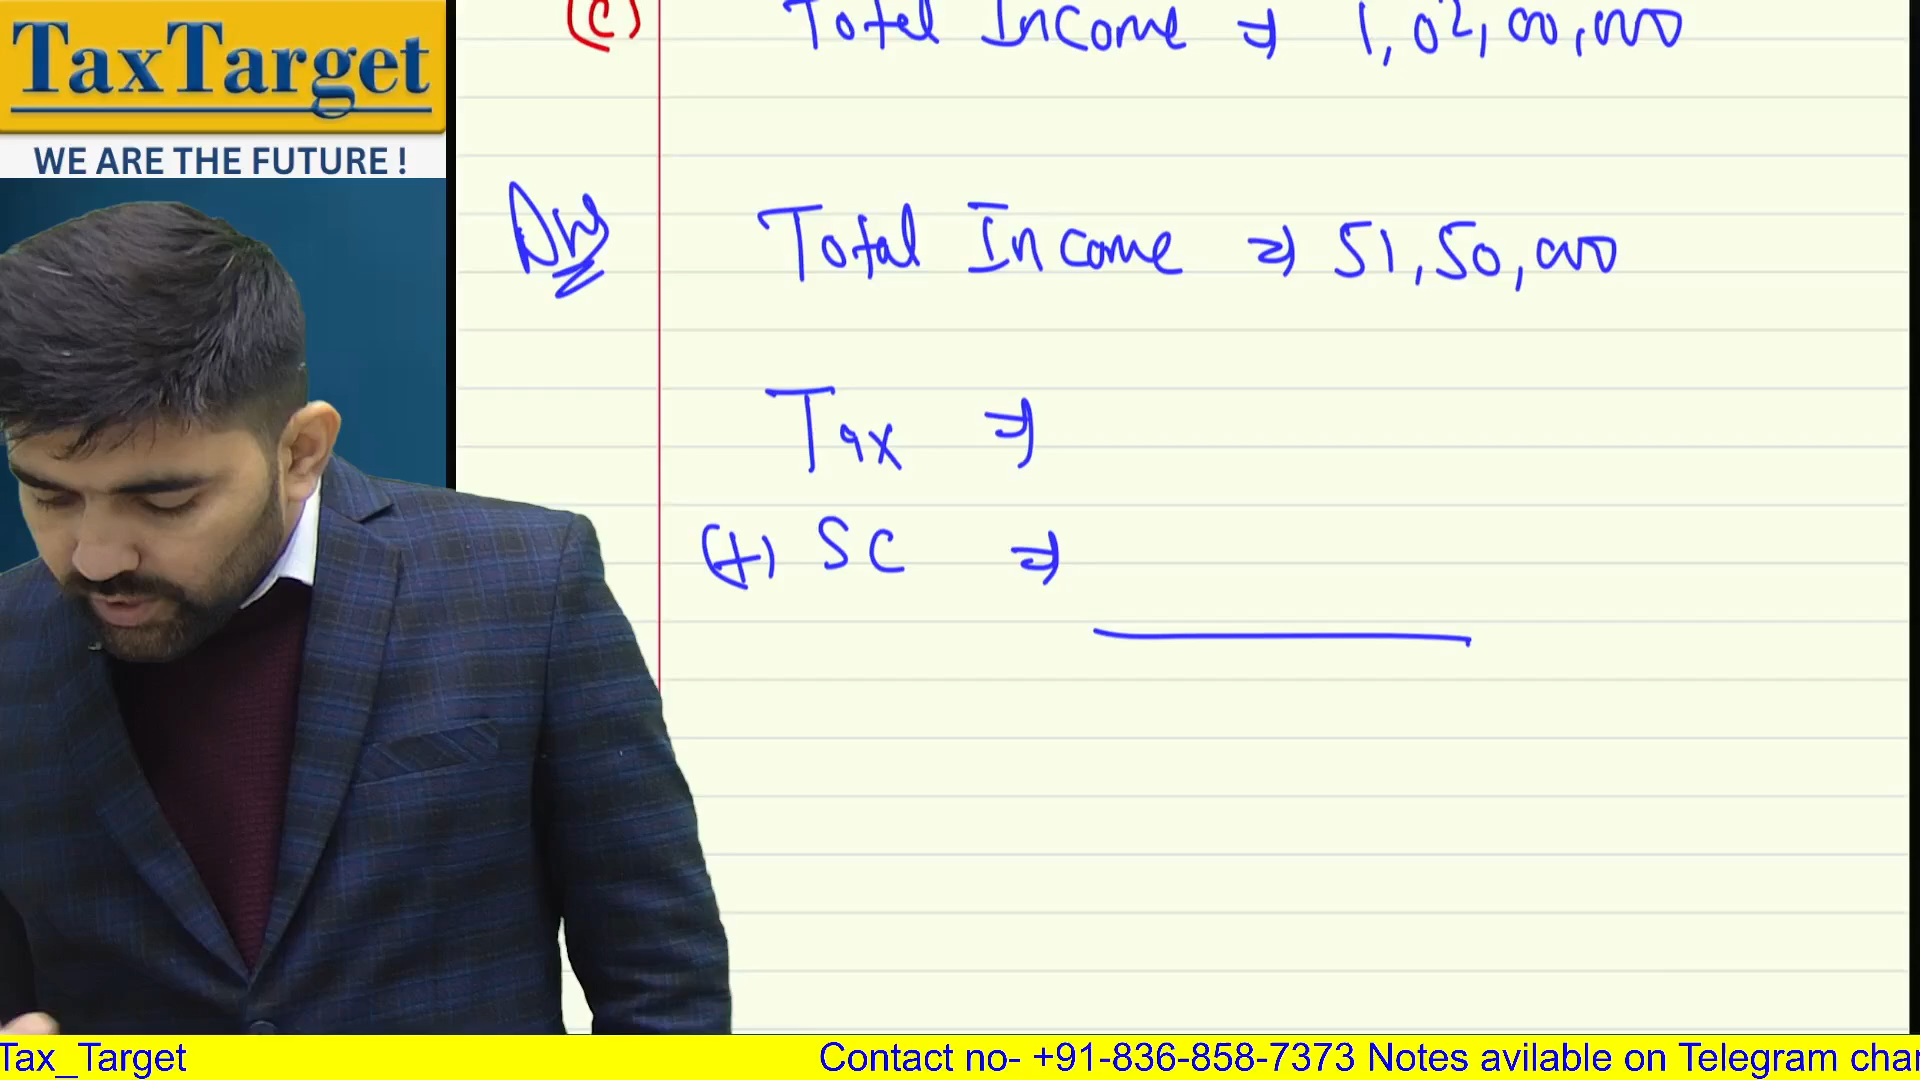 TaxTarget
WE ARE THE FUTURE !
(C) Total Income ⇒ 1,02,00,000
Ans Total Income ⇒ 51,50,000
Tax ⇒
(+) SC ⇒
Tax_Target Contact no- +91-836-858-7373 Notes avilable on Telegram char